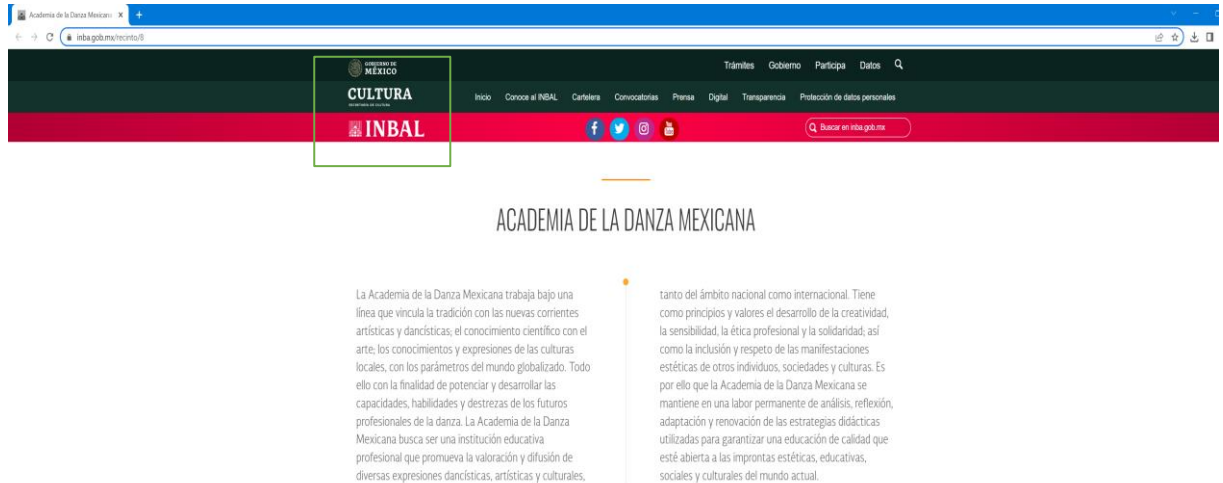 Academia de la Danza Mexican
inba.gob.mx/recinto/8
GOBIERNO DE
MÉXICO
Trámites Gobierno Participa Datos
CULTURA
SECRETARÍA DE CULTURA
Inicio Conoce al INBAL Cartelera Convocatorias Prensa Digital Transparencia Protección de datos personales
INBAL
Buscar en inba.gob.mx
ACADEMIA DE LA DANZA MEXICANA
La Academia de la Danza Mexicana trabaja bajo una
línea que vincula la tradición con las nuevas corrientes
artísticas y dancísticas; el conocimiento científico con el
arte; los conocimientos y expresiones de las culturas
locales, con los parámetros del mundo globalizado. Todo
ello con la finalidad de potenciar y desarrollar las
capacidades, habilidades y destrezas de los futuros
profesionales de la danza. La Academia de la Danza
Mexicana busca ser una institución educativa
profesional que promueva la valoración y difusión de
diversas expresiones dancísticas, artísticas y culturales,
tanto del ámbito nacional como internacional. Tiene
como principios y valores el desarrollo de la creatividad,
la sensibilidad, la ética profesional y la solidaridad; así
como la inclusión y respeto de las manifestaciones
estéticas de otros individuos, sociedades y culturas. Es
por ello que la Academia de la Danza Mexicana se
mantiene en una labor permanente de análisis, reflexión,
adaptación y renovación de las estrategias didácticas
utilizadas para garantizar una educación de calidad que
esté abierta a las improntas estéticas, educativas,
sociales y culturales del mundo actual.